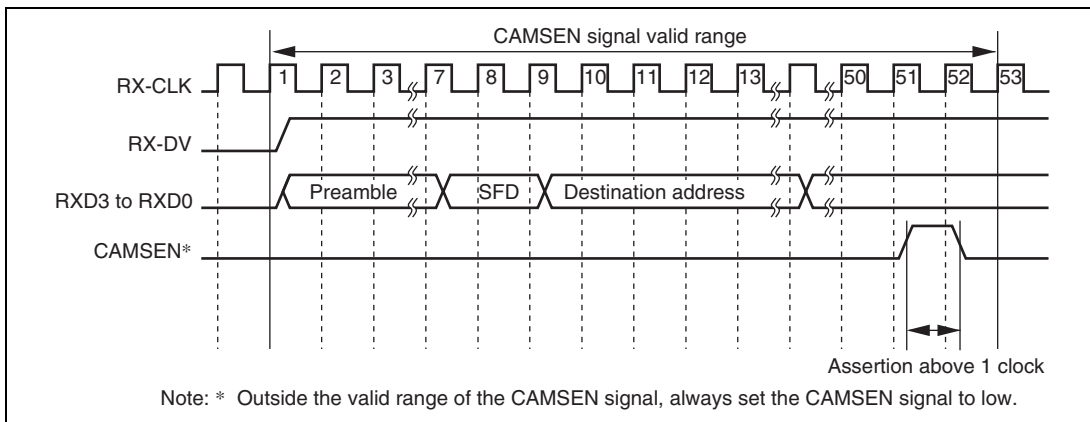 CAMSEN signal valid range
RX-CLK 1 2 3 7 8 9 10 11 12 13 50 51 52 53
RX-DV
RXD3 to RXD0 Preamble SFD Destination address
CAMSEN*
Assertion above 1 clock
Note: * Outside the valid range of the CAMSEN signal, always set the CAMSEN signal to low.